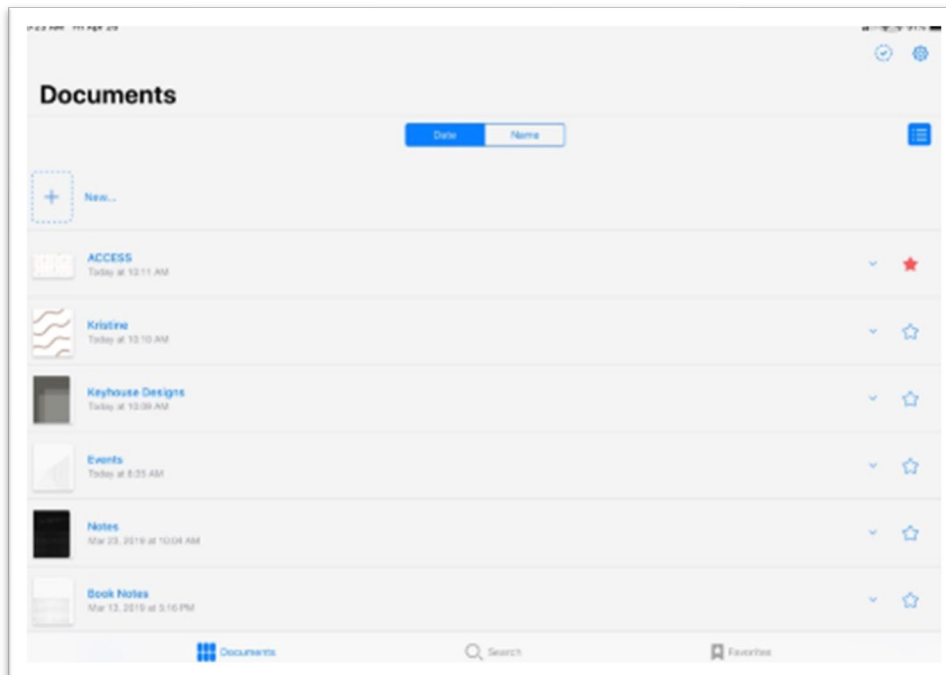 Documents
Date Name
New...
ACCESS
Today at 10:11 AM
Kristine
Today at 10:10 AM
Keyhouse Designs
Today at 10:09 AM
Events
Today at 8:25 AM
Notes
Mar 23, 2019 at 10:04 AM
Book Notes
Mar 13, 2019 at 5:16 PM
Documents Search Favorites